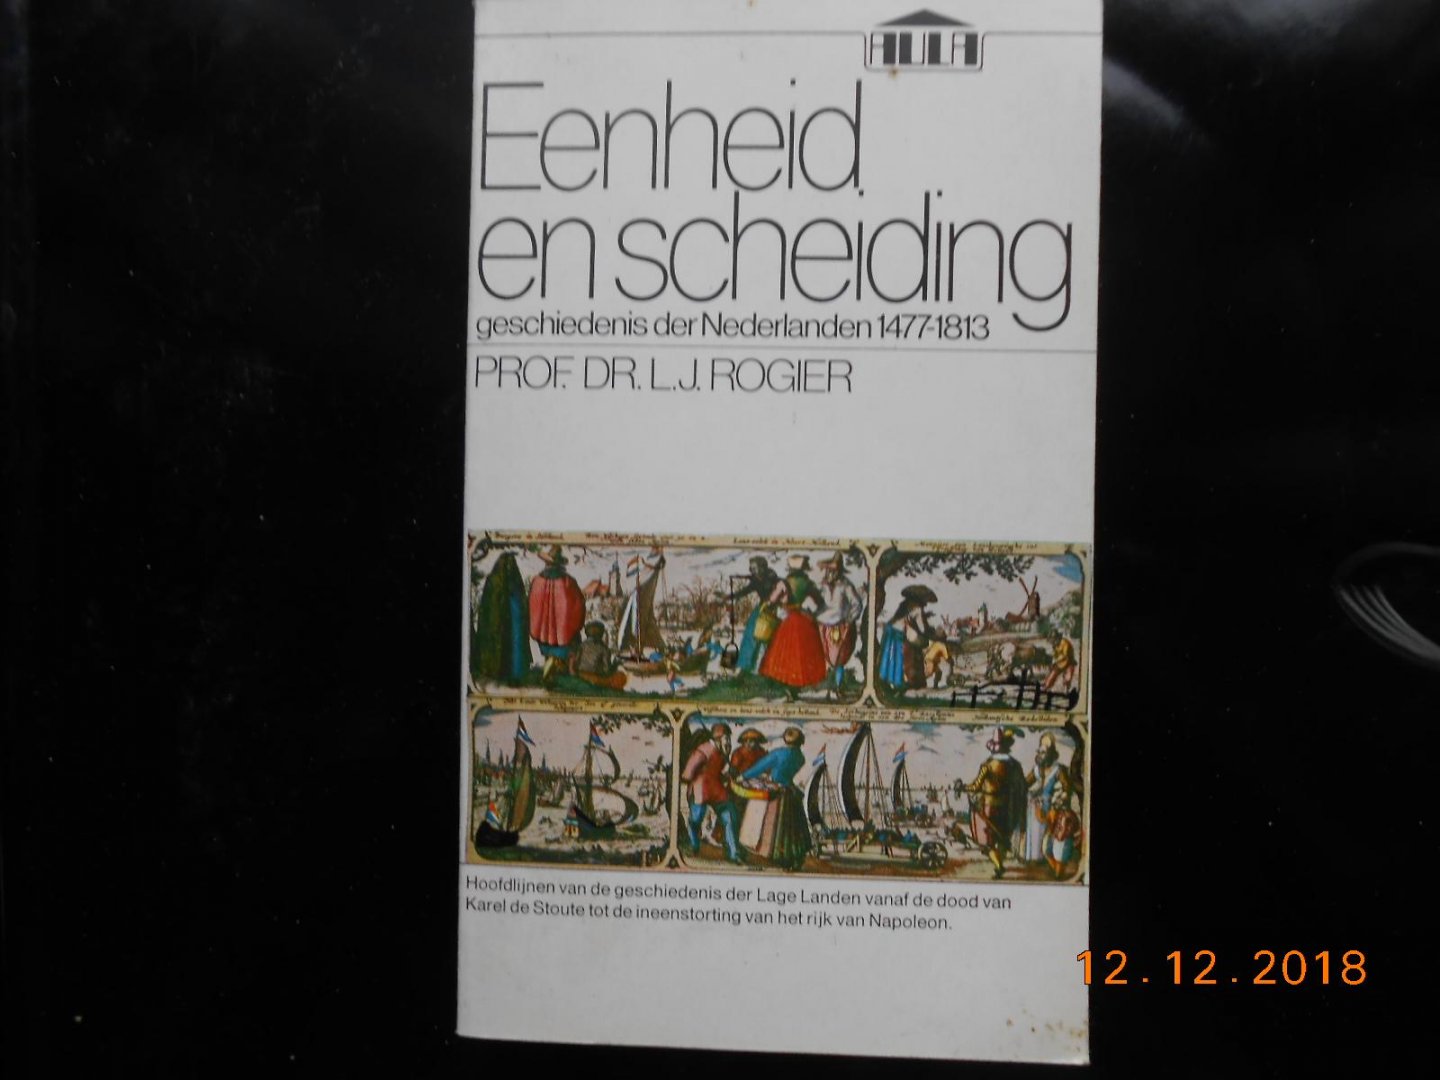 AULA
Eenheid
en scheiding
geschiedenis der Nederlanden 1477-1813
PROF. DR. L.J. ROGIER
Hoofdlijnen van de geschiedenis der Lage Landen vanaf de dood van
Karel de Stoute tot de ineenstorting van het rijk van Napoleon.
12.12.2018